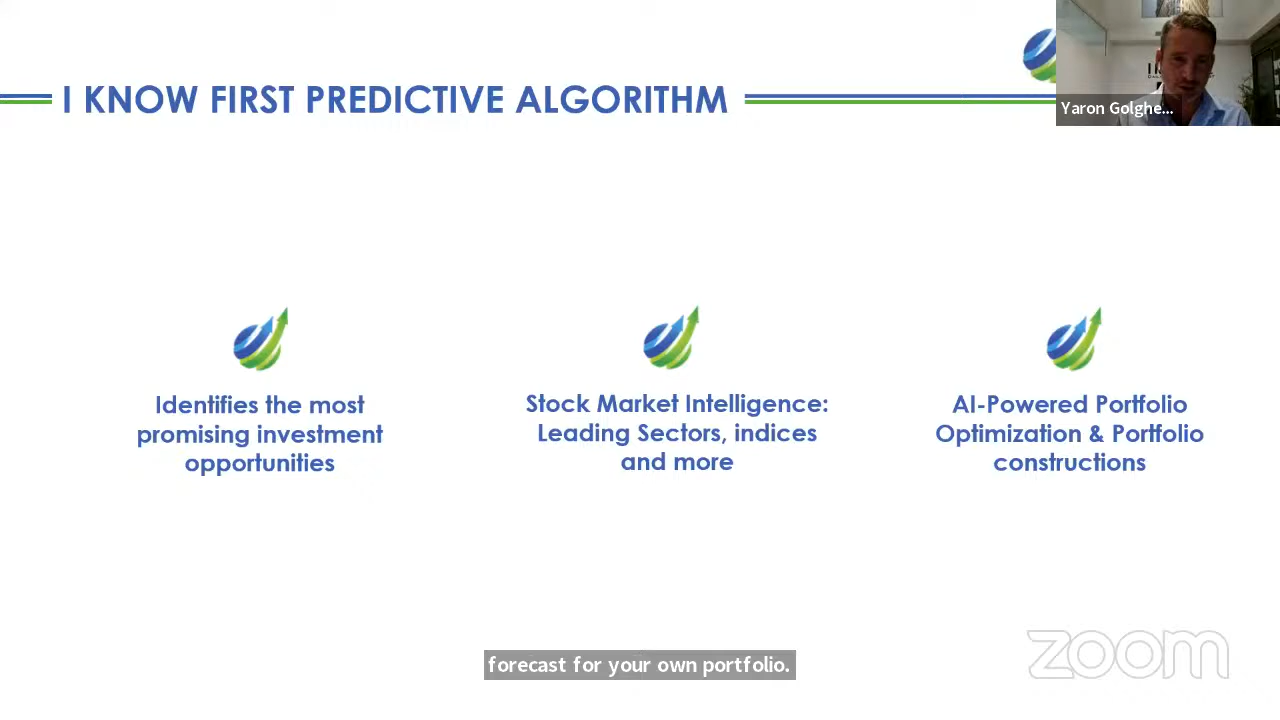 I KNOW FIRST PREDICTIVE ALGORITHM
Yaron Golghe...
Identifies the most
promising investment
opportunities
Stock Market Intelligence:
Leading Sectors, indices
and more
AI-Powered Portfolio
Optimization & Portfolio
constructions
forecast for your own portfolio.
zoom